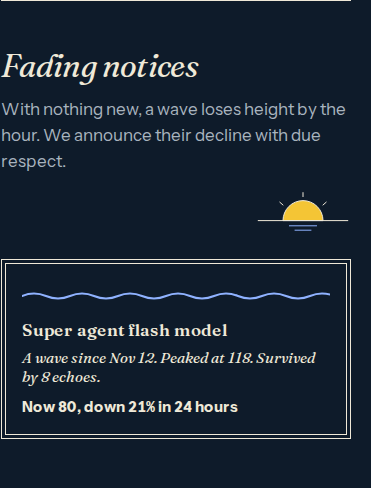 Fading notices
With nothing new, a wave loses height by the
hour. We announce their decline with due
respect.
Super agent flash model
A wave since Nov 12. Peaked at 118. Survived
by 8 echoes.
Now 80, down 21% in 24 hours